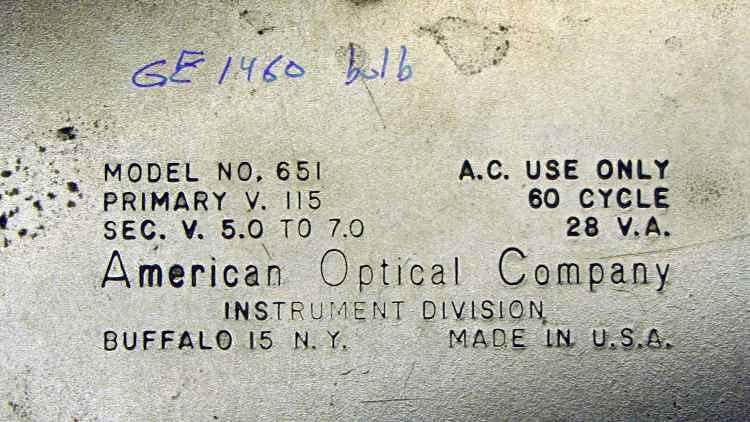 GE 1460 bulb
MODEL NO. 651 A.C. USE ONLY
PRIMARY V. 115 60 CYCLE
SEC. V. 5.0 TO 7.0 28 V.A.
American Optical Company
INSTRUMENT DIVISION
BUFFALO 15 N.Y. MADE IN U.S.A.